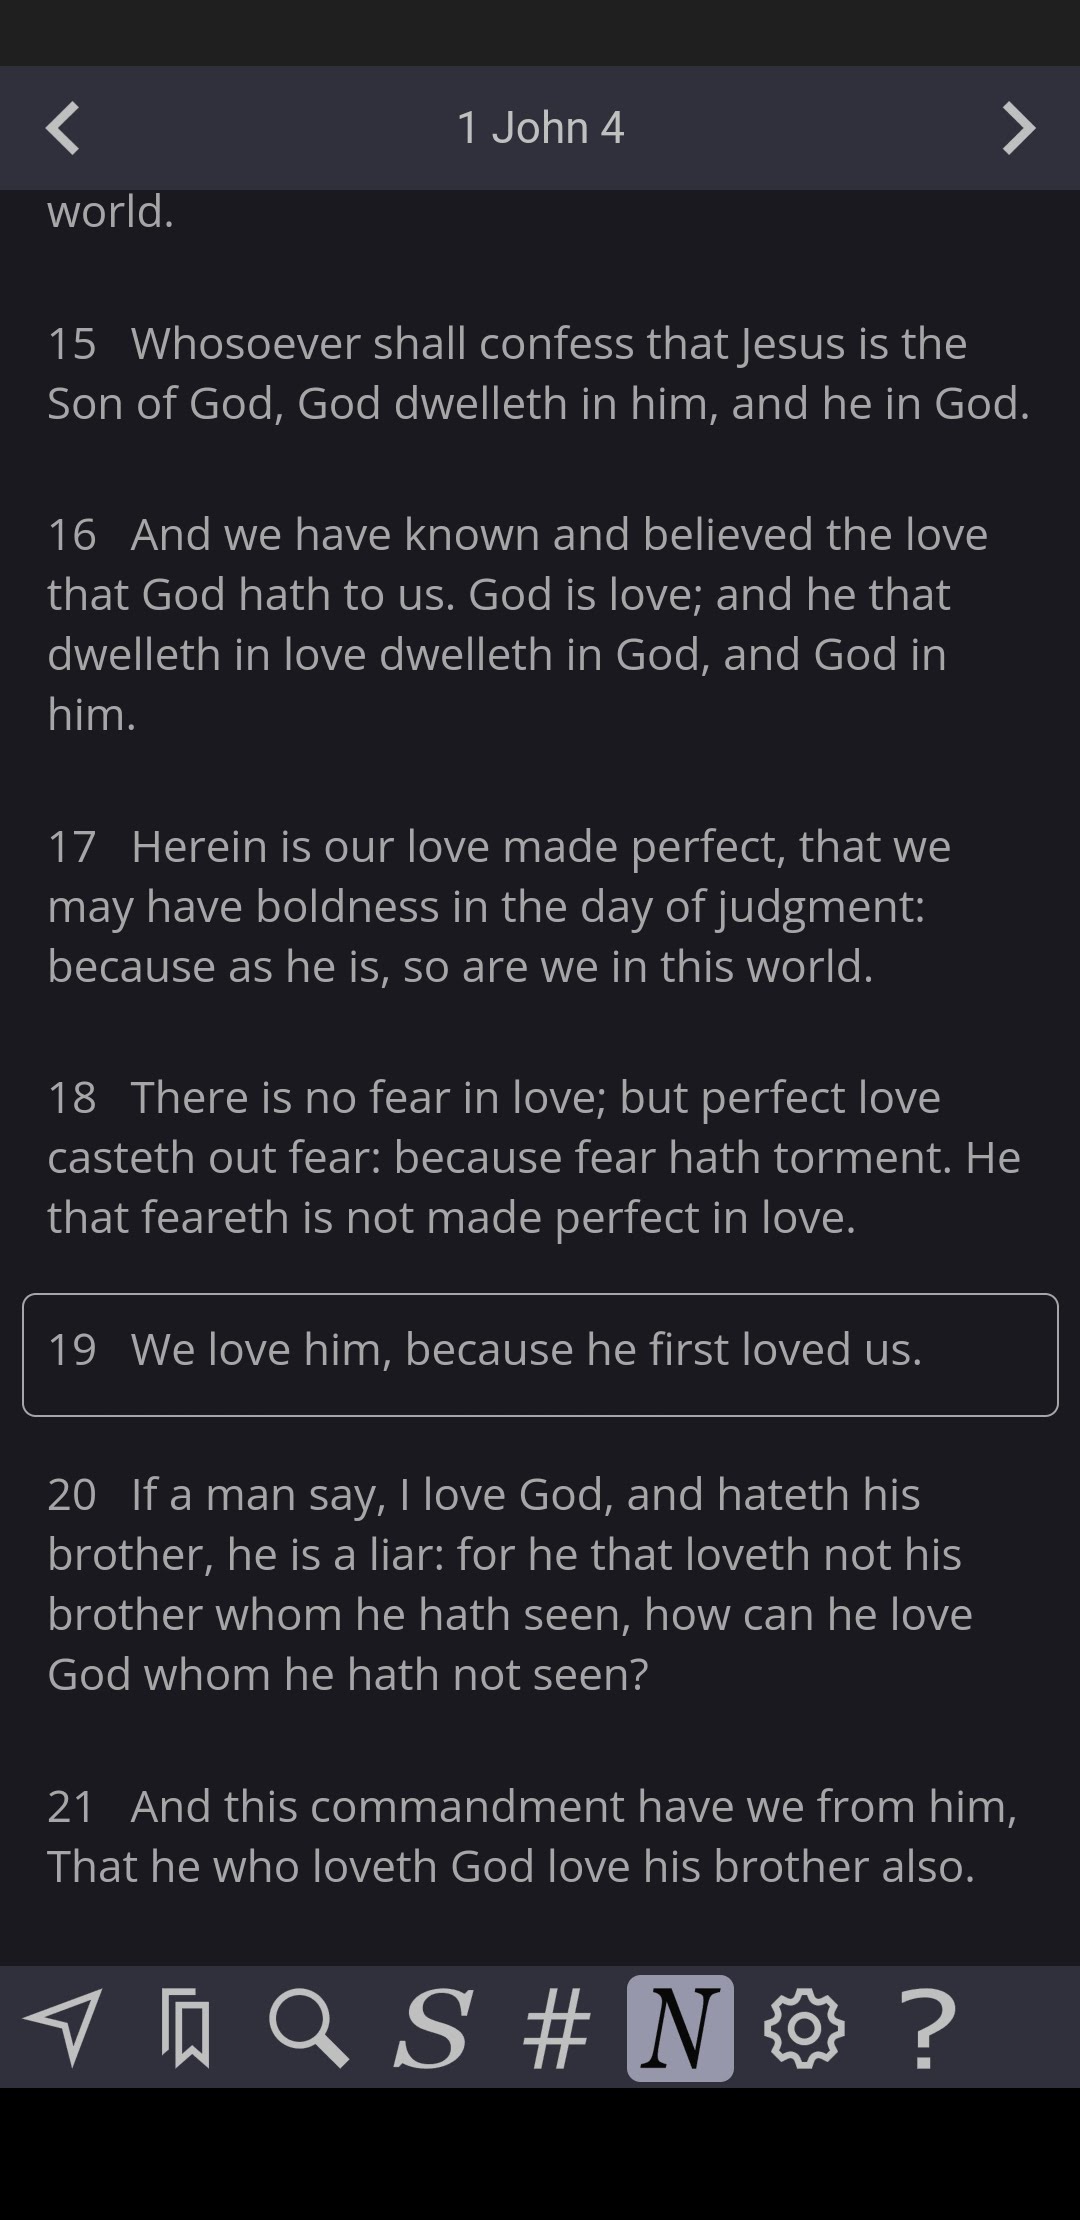 1 John 4
world.
15 Whosoever shall confess that Jesus is the
Son of God, God dwelleth in him, and he in God.
16 And we have known and believed the love
that God hath to us. God is love; and he that
dwelleth in love dwelleth in God, and God in
him.
17 Herein is our love made perfect, that we
may have boldness in the day of judgment:
because as he is, so are we in this world.
18 There is no fear in love; but perfect love
casteth out fear: because fear hath torment. He
that feareth is not made perfect in love.
19 We love him, because he first loved us.
20 If a man say, I love God, and hateth his
brother, he is a liar: for he that loveth not his
brother whom he hath seen, how can he love
God whom he hath not seen?
21 And this commandment have we from him,
That he who loveth God love his brother also.
S # N ?